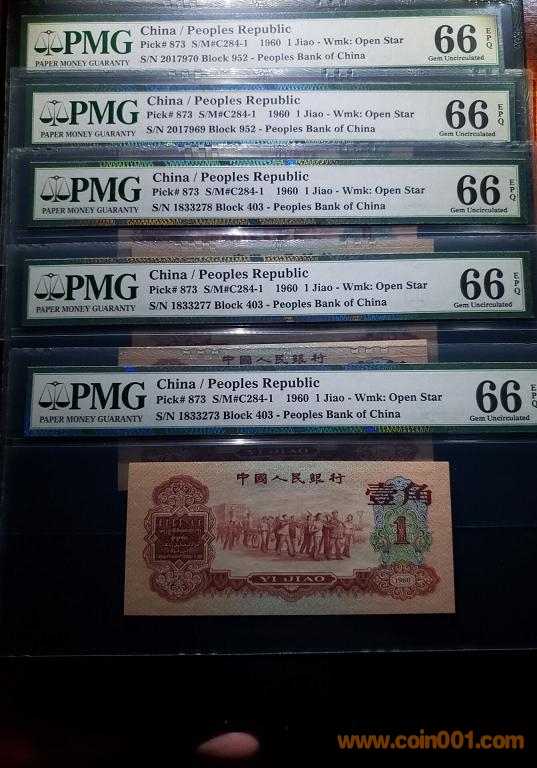 PMG
PAPER MONEY GUARANTY
China / Peoples Republic
Pick# 873 S/M#C284-1 1960 1 Jiao - Wmk: Open Star
S/N 2017970 Block 952 - Peoples Bank of China
66 EPQ
Gem Uncirculated
PMG
PAPER MONEY GUARANTY
China / Peoples Republic
Pick# 873 S/M#C284-1 1960 1 Jiao - Wmk: Open Star
S/N 2017969 Block 952 - Peoples Bank of China
66 EPQ
Gem Uncirculated
PMG
PAPER MONEY GUARANTY
China / Peoples Republic
Pick# 873 S/M#C284-1 1960 1 Jiao - Wmk: Open Star
S/N 1833278 Block 403 - Peoples Bank of China
66 EPQ
Gem Uncirculated
PMG
PAPER MONEY GUARANTY
China / Peoples Republic
Pick# 873 S/M#C284-1 1960 1 Jiao - Wmk: Open Star
S/N 1833277 Block 403 - Peoples Bank of China
66 EPQ
Gem Uncirculated
中国人民银行
PMG
PAPER MONEY GUARANTY
China / Peoples Republic
Pick# 873 S/M#C284-1 1960 1 Jiao - Wmk: Open Star
S/N 1833273 Block 403 - Peoples Bank of China
66 EPQ
Gem Uncirculated
YI JIAO
中国人民银行
壹角
1
YI JIAO
1960
www.coin001.com